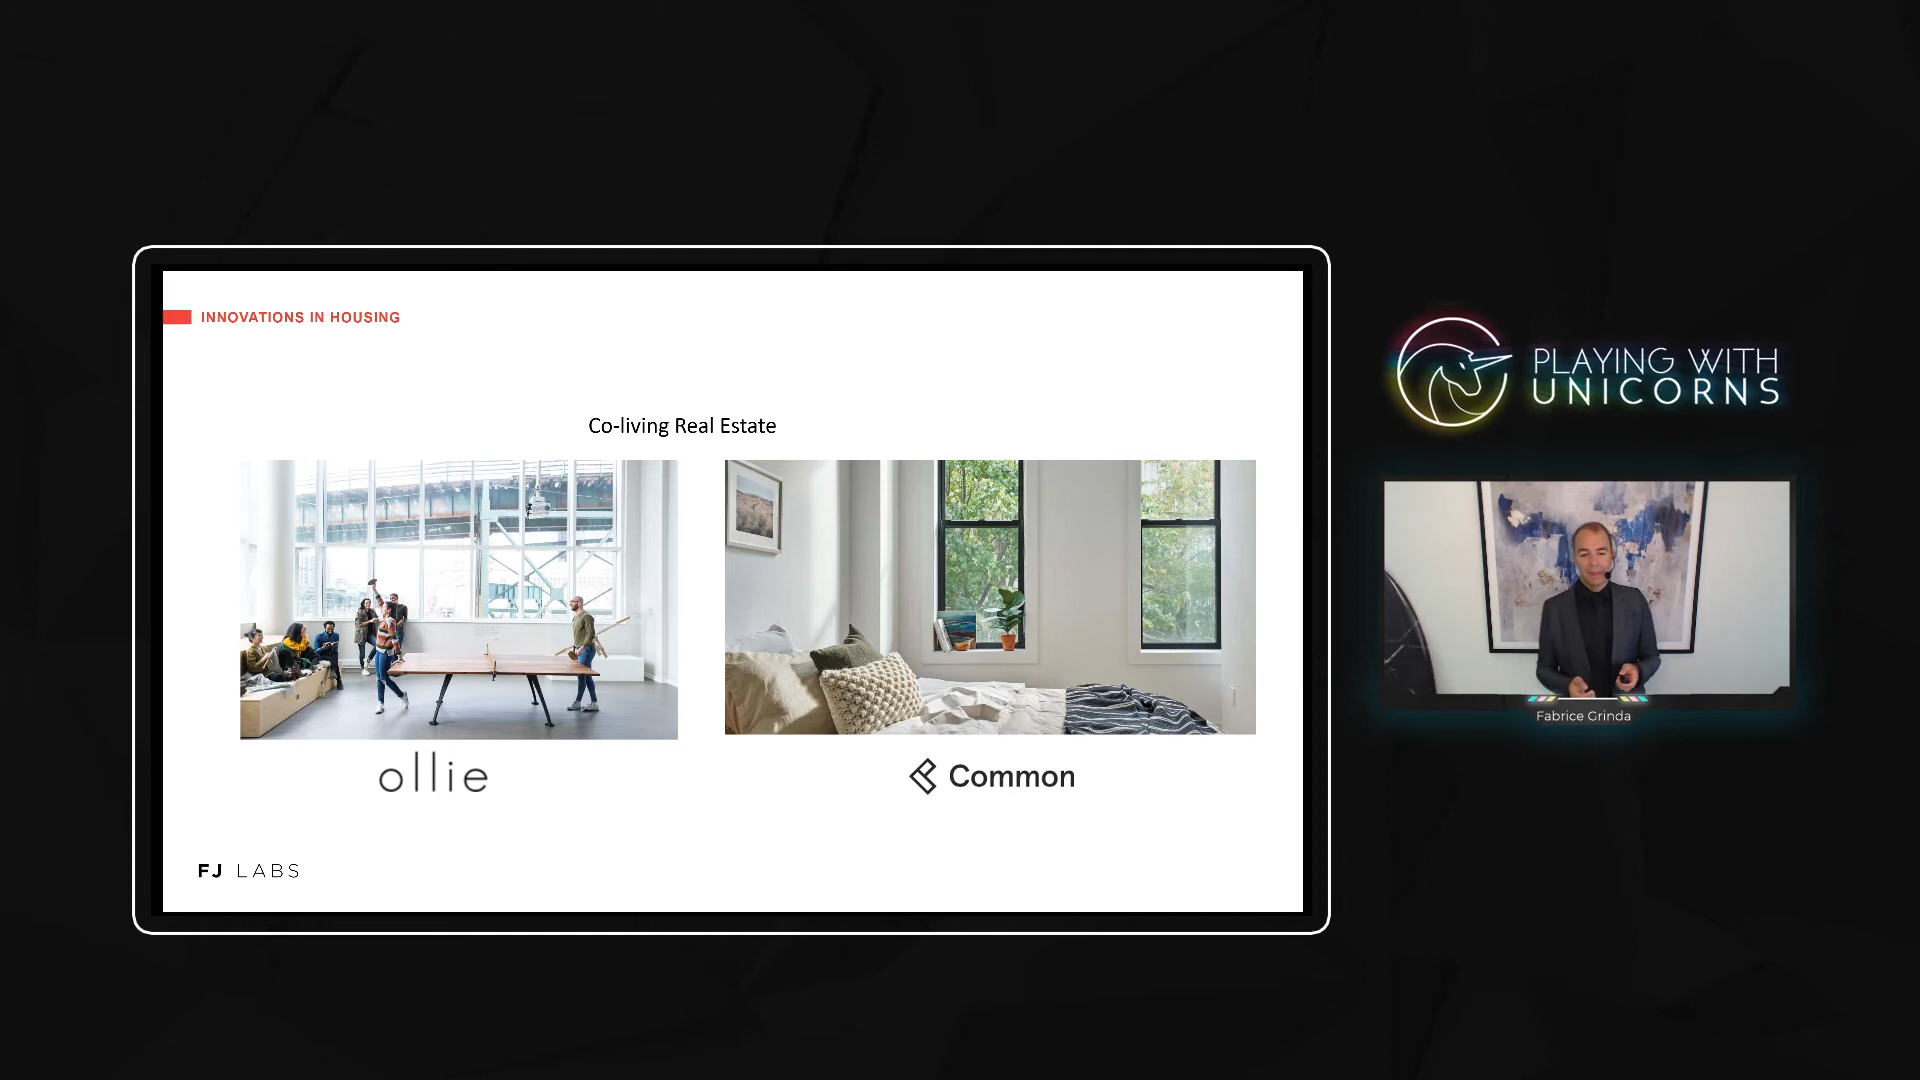 INNOVATIONS IN HOUSING
Co-living Real Estate
ollie
Common
FJ LABS
PLAYING WITH
UNICORNS
Fabrice Grinda